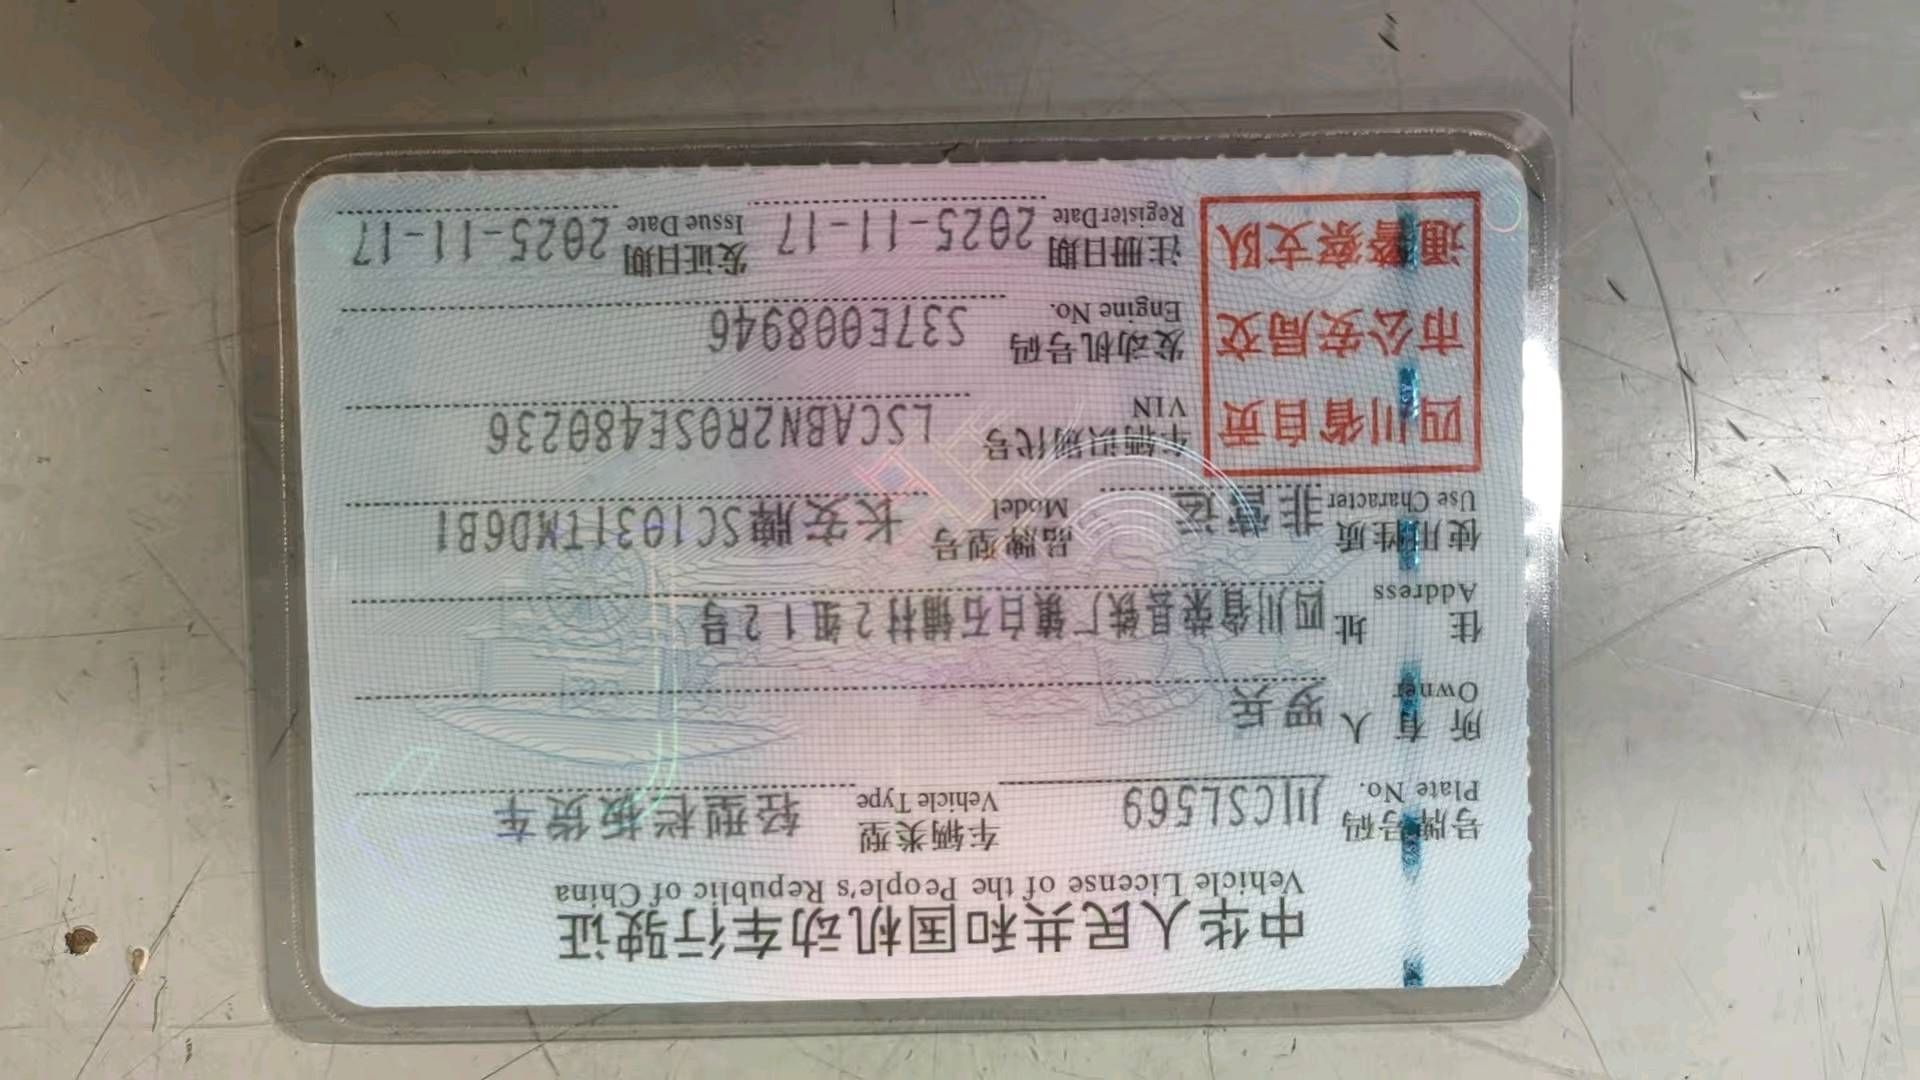 中华人民共和国机动车行驶证
Vehicle License of the People's Republic of China
号牌号码 川CSL569 车辆类型 轻型栏板货车
Plate No. Vehicle Type
所有人 罗兵
Owner
住址 四川省荣县铁厂镇白石铺村2组12号
Address
使用性质 非营运 品牌型号 长安牌SC1031TMD6B1
Use Character Model
四川省自贡
市公安局交
通警察支队
车辆识别代号 LSCABN2R0SE480236
VIN
发动机号码 S37E008946
Engine No.
注册日期 2025-11-17 发证日期 2025-11-17
Register Date Issue Date